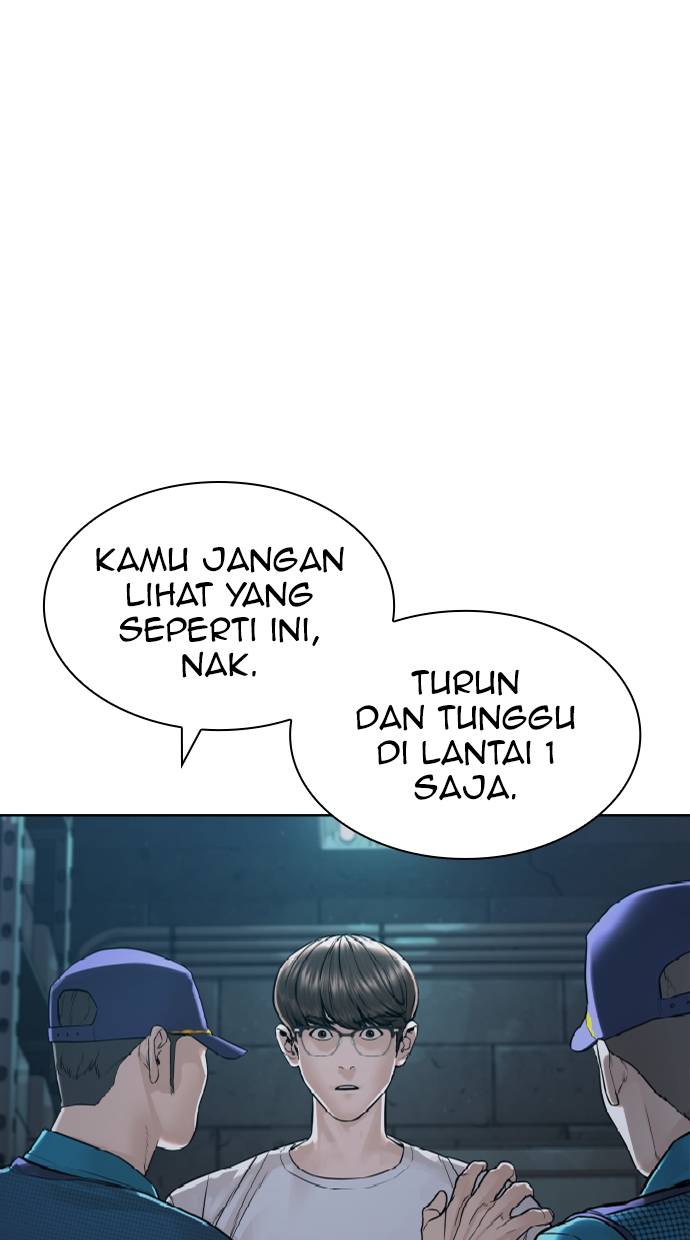 KAMU JANGAN
LIHAT YANG
SEPERTI INI,
NAK.
TURUN
DAN TUNGGU
DI LANTAI 1
SAJA.